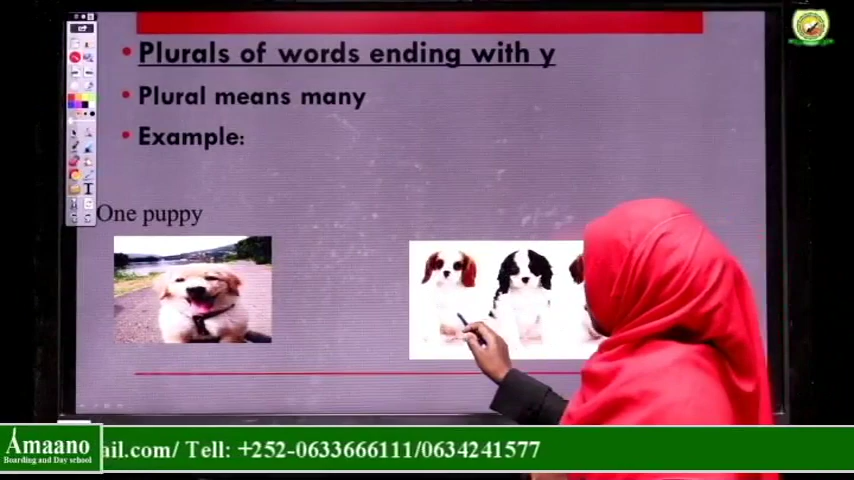 Plurals of words ending with y
Plural means many
Example:
One puppy
T
Amaano
Boarding and Day school
ail.com/ Tell: +252-0633666111/0634241577